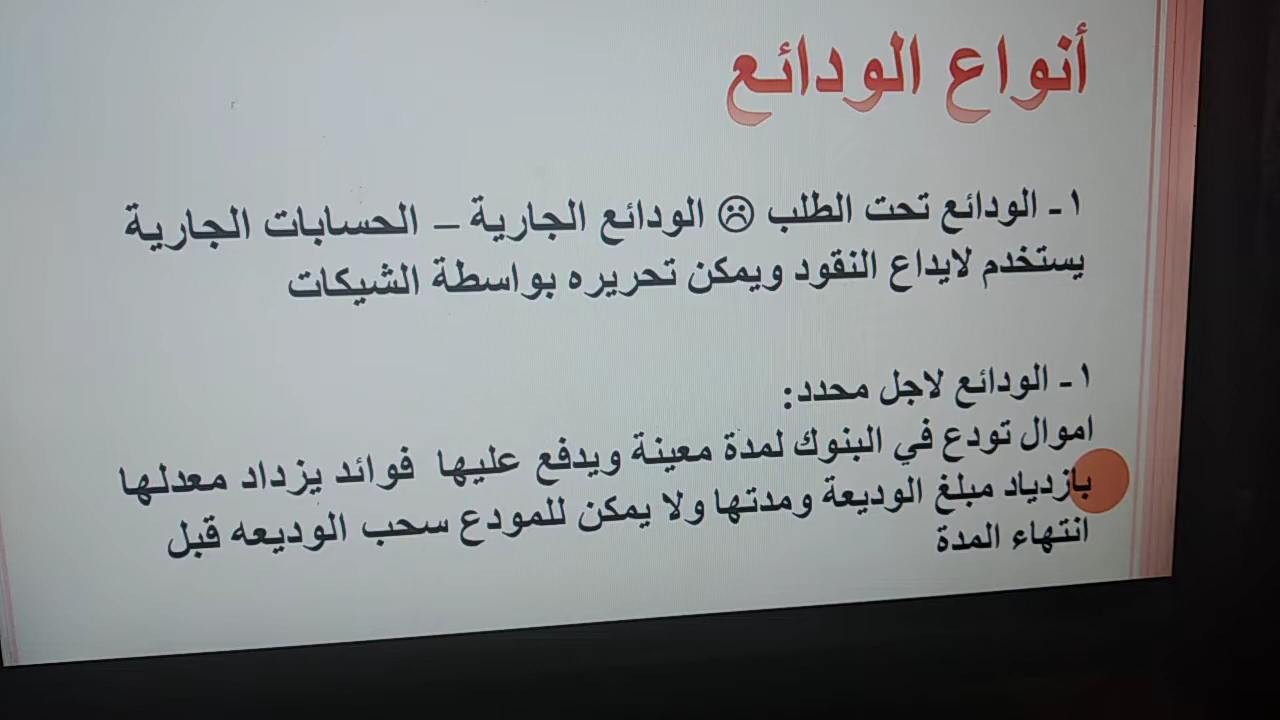 أنواع الودائع
١- الودائع تحت الطلب ☹ الودائع الجارية – الحسابات الجارية
يستخدم لايداع النقود ويمكن تحريره بواسطة الشيكات
١- الودائع لاجل محدد:
اموال تودع في البنوك لمدة معينة ويدفع عليها فوائد يزداد معدلها
بازدياد مبلغ الوديعة ومدتها ولا يمكن للمودع سحب الوديعه قبل
انتهاء المدة